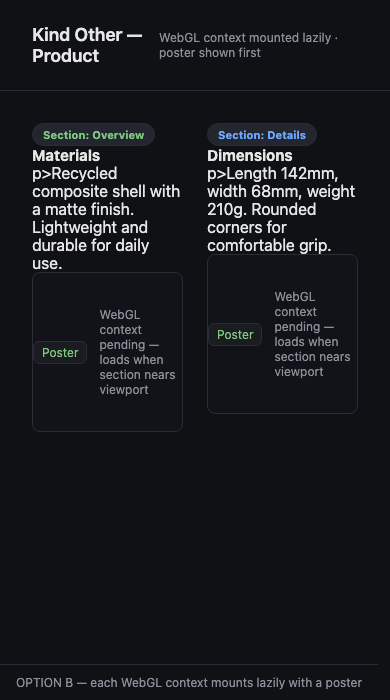 Kind Other —
Product
WebGL context mounted lazily ·
poster shown first
Section: Overview
Materials
p>Recycled
composite shell with
a matte finish.
Lightweight and
durable for daily
use.
Poster
WebGL
context
pending —
loads when
section nears
viewport
Section: Details
Dimensions
p>Length 142mm,
width 68mm, weight
210g. Rounded
corners for
comfortable grip.
Poster
WebGL
context
pending —
loads when
section nears
viewport
OPTION B — each WebGL context mounts lazily with a poster